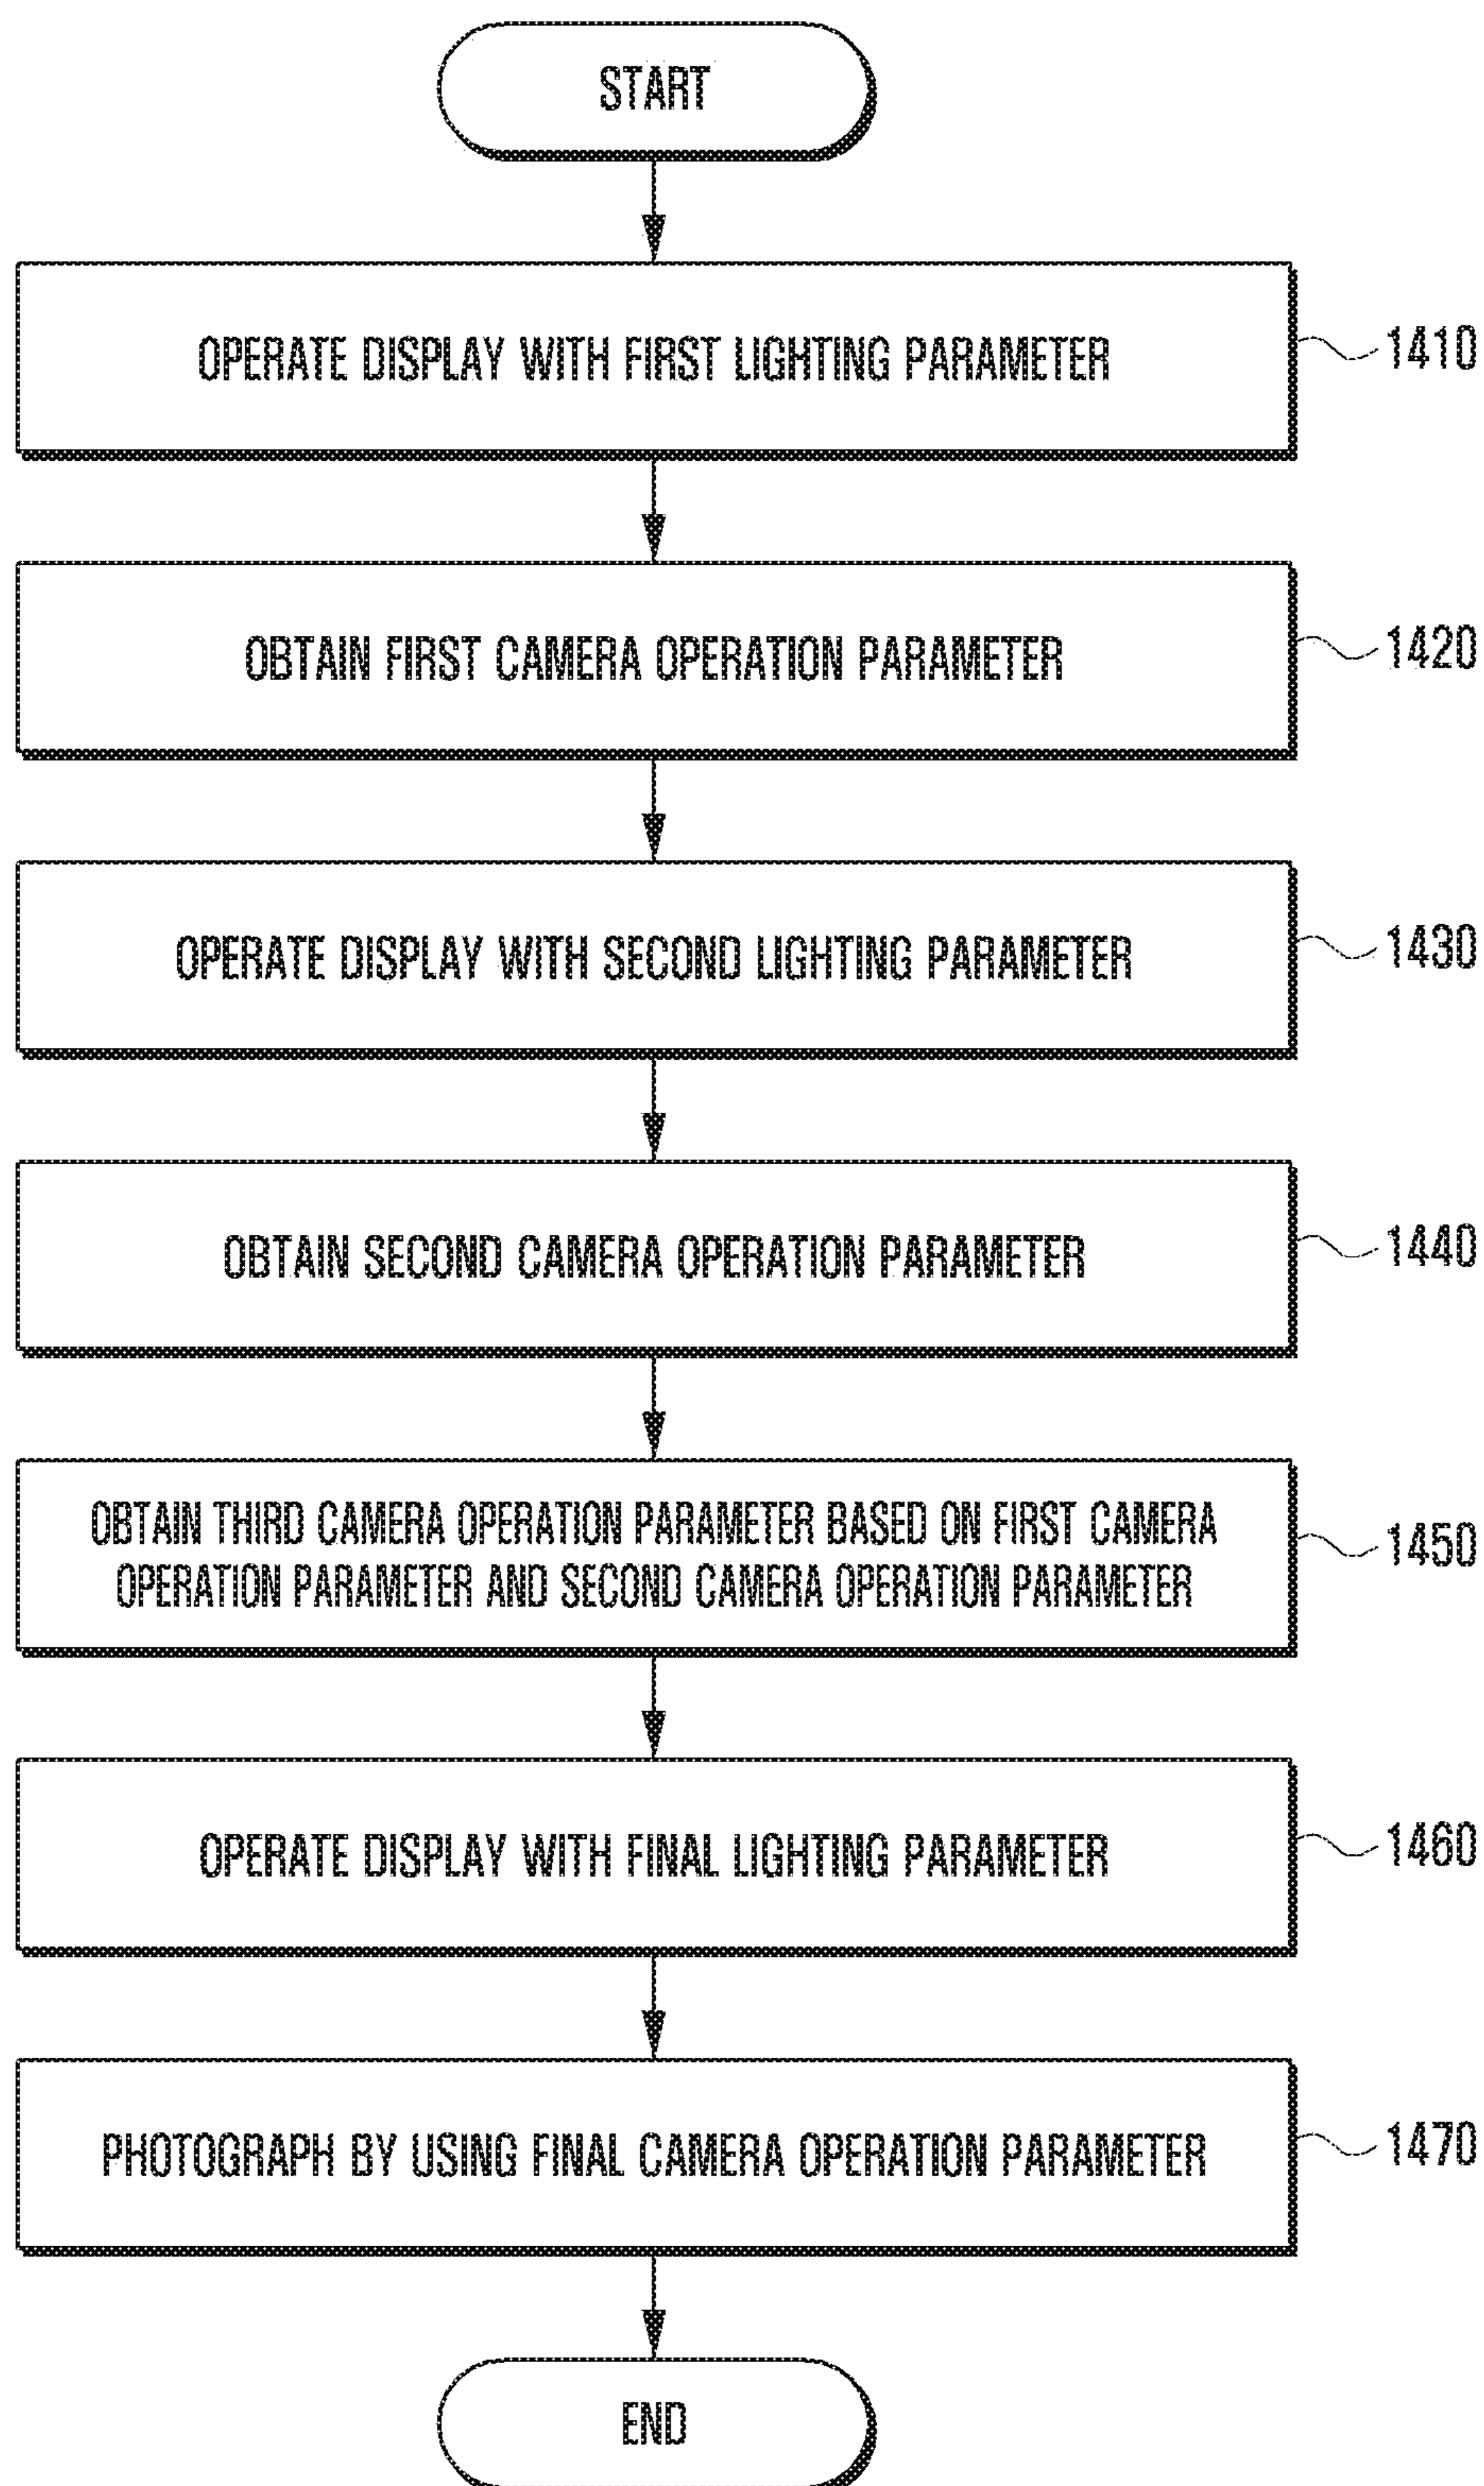 START
OPERATE DISPLAY WITH FIRST LIGHTING PARAMETER
1410
OBTAIN FIRST CAMERA OPERATION PARAMETER
1420
OPERATE DISPLAY WITH SECOND LIGHTING PARAMETER
1430
OBTAIN SECOND CAMERA OPERATION PARAMETER
1440
OBTAIN THIRD CAMERA OPERATION PARAMETER BASED ON FIRST CAMERA
OPERATION PARAMETER AND SECOND CAMERA OPERATION PARAMETER
1450
OPERATE DISPLAY WITH FINAL LIGHTING PARAMETER
1460
PHOTOGRAPH BY USING FINAL CAMERA OPERATION PARAMETER
1470
END